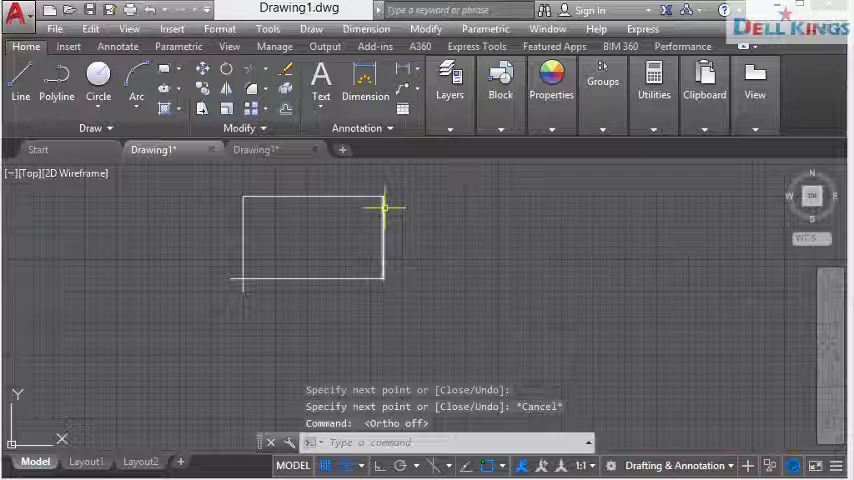 Drawing1.dwg
Type a keyword or phrase
Sign In
DELL KINGS
File Edit View Insert Format Tools Draw Dimension Modify Parametric Window Help Express
Home Insert Annotate Parametric View Manage Output Add-ins A360 Express Tools Featured Apps BIM 360 Performance
Line Polyline Circle Arc Text Dimension Layers Block Properties Groups Utilities Clipboard View
Draw Modify Annotation
Start Drawing1* Drawing1*
[−][Top][2D Wireframe]
N
W TOP E
S
WCS
Specify next point or [Close/Undo]:
Specify next point or [Close/Undo]: *Cancel*
Command: <Ortho off>
Y
X
Type a command
Model Layout1 Layout2 +
MODEL 1:1 Drafting & Annotation